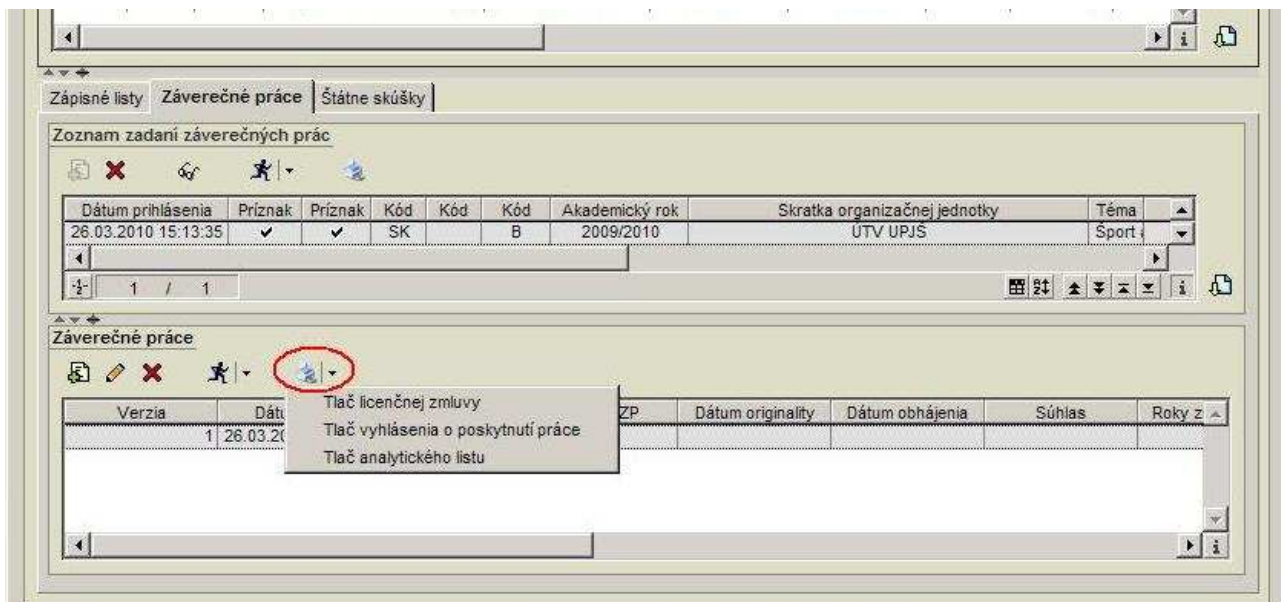 Zápisné listy Záverečné práce Štátne skúšky
Zoznam zadaní záverečných prác
Dátum prihlásenia Príznak Príznak Kód Kód Kód Akademický rok Skratka organizačnej jednotky Téma
26.03.2010 15:13:35 SK B 2009/2010 ÚTV UPJŠ Šport
1 / 1
Záverečné práce
Verzia Dátu ZP Dátum originality Dátum obhájenia Súhlas Roky z
1 26.03.20
Tlač licenčnej zmluvy
Tlač vyhlásenia o poskytnutí práce
Tlač analytického listu